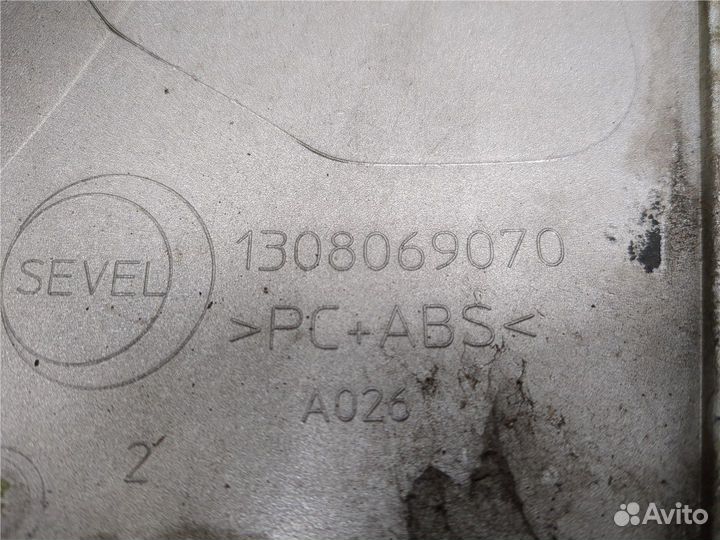 SEVEL
1308069070
>PC+ABS<
A026
2
Avito